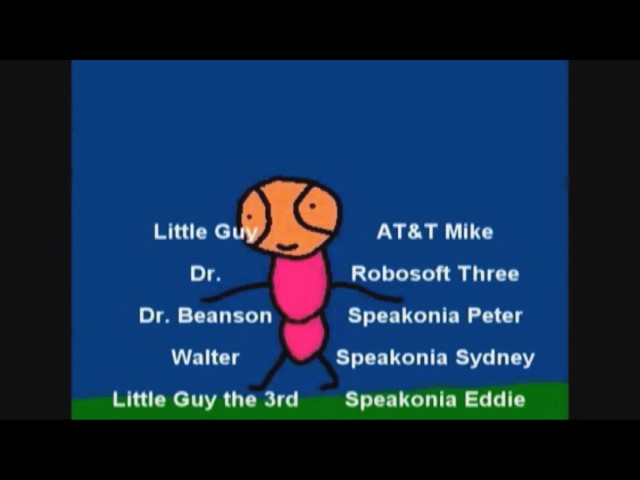 Little Guy AT&T Mike
Dr. Robosoft Three
Dr. Beanson Speakonia Peter
Walter Speakonia Sydney
Little Guy the 3rd Speakonia Eddie